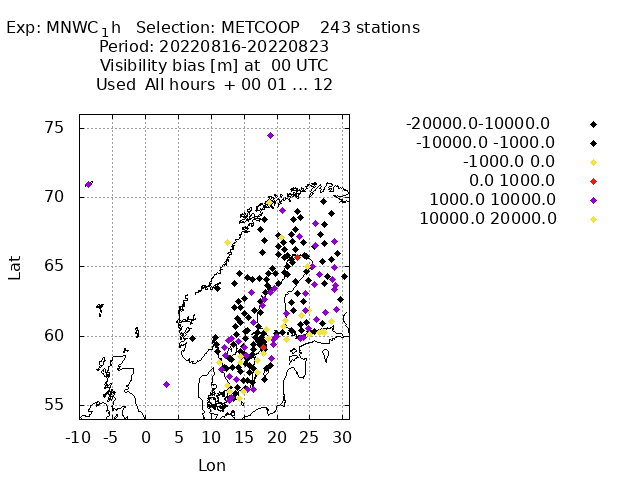 Exp: MNWC1h   Selection: METCOOP    243 stations
Period: 20220816-20220823
Visibility bias [m] at  00 UTC
Used  All hours  + 00 01 ... 12
-20000.0-10000.0
-10000.0 -1000.0
-1000.0 0.0
0.0 1000.0
1000.0 10000.0
10000.0 20000.0
75
70
65
60
55
Lat
-10 -5 0 5 10 15 20 25 30
Lon